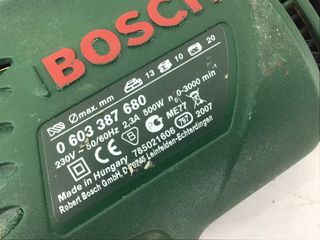 BOSCH
Ømax. mm 13 10 20
0 603 387 680
230V ~ 50/60Hz 2,3A 500W n₀ 0-3000 min⁻¹
Made in Hungary 785021606 ME77 797 2007
Robert Bosch GmbH, D 70745 Leinfelden-Echterdingen